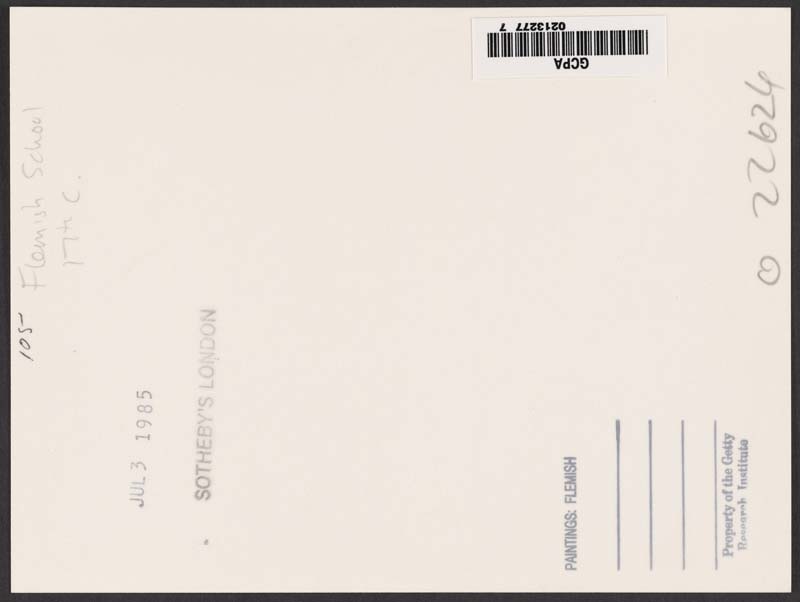 Flemish School
17th C.
105
JUL 3 1985
SOTHEBY'S LONDON
PAINTINGS: FLEMISH
Property of the Getty
Research Institute
22624
GCPA
0213277 7